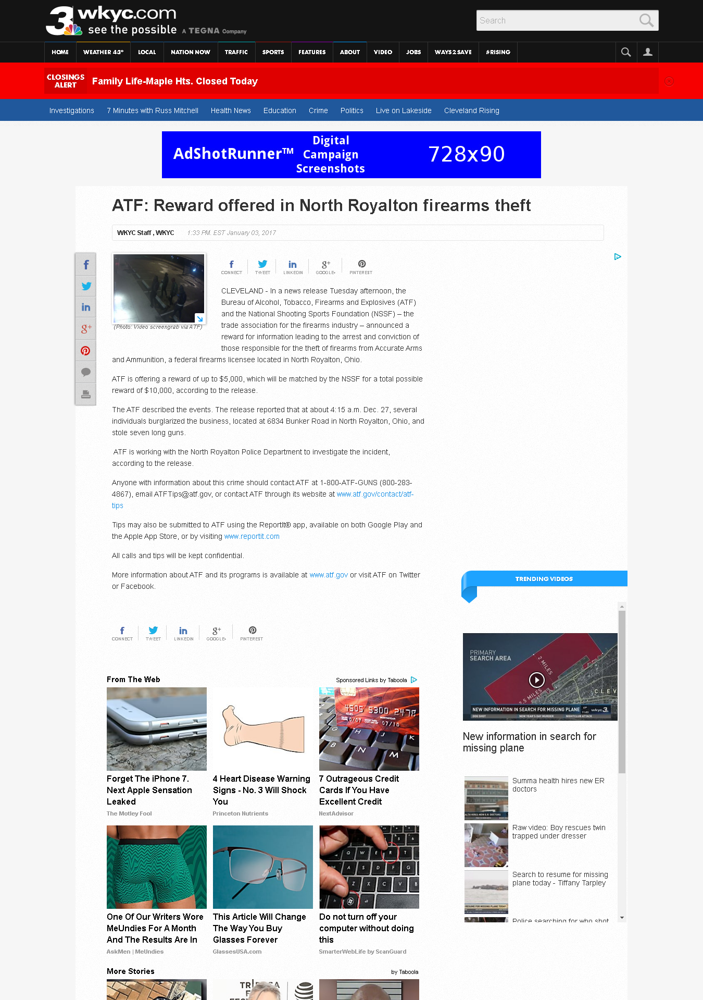 3 wkyc.com
see the possible A TEGNA Company
Search
HOME WEATHER 43° LOCAL NATION NOW TRAFFIC SPORTS FEATURES ABOUT VIDEO JOBS WAYS 2 SAVE #RISING
CLOSINGS ALERT
Family Life-Maple Hts. Closed Today
Investigations 7 Minutes with Russ Mitchell Health News Education Crime Politics Live on Lakeside Cleveland Rising
AdShotRunner™
Digital
Campaign
Screenshots
728x90
ATF: Reward offered in North Royalton firearms theft
WKYC Staff , WKYC 1:33 PM. EST January 03, 2017
(Photo: Video screengrab via ATF)
CONNECT TWEET LINKEDIN GOOGLE+ PINTEREST
CLEVELAND - In a news release Tuesday afternoon, the
Bureau of Alcohol, Tobacco, Firearms and Explosives (ATF)
and the National Shooting Sports Foundation (NSSF) – the
trade association for the firearms industry – announced a
reward for information leading to the arrest and conviction of
those responsible for the theft of firearms from Accurate Arms
and Ammunition, a federal firearms licensee located in North Royalton, Ohio.
ATF is offering a reward of up to $5,000, which will be matched by the NSSF for a total possible
reward of $10,000, according to the release.
The ATF described the events. The release reported that at about 4:15 a.m. Dec. 27, several
individuals burglarized the business, located at 6834 Bunker Road in North Royalton, Ohio, and
stole seven long guns.
ATF is working with the North Royalton Police Department to investigate the incident,
according to the release.
Anyone with information about this crime should contact ATF at 1-800-ATF-GUNS (800-283-
4867), email ATFTips@atf.gov, or contact ATF through its website at www.atf.gov/contact/atf-
tips
Tips may also be submitted to ATF using the ReportIt® app, available on both Google Play and
the Apple App Store, or by visiting www.reportit.com
All calls and tips will be kept confidential.
More information about ATF and its programs is available at www.atf.gov or visit ATF on Twitter
or Facebook.
CONNECT TWEET LINKEDIN GOOGLE+ PINTEREST
TRENDING VIDEOS
PRIMARY
SEARCH AREA
2 MILES
2.5 MILES
CLEV
NEW INFORMATION IN SEARCH FOR MISSING PLANE wkyc 3
DOG SHOT NEW YEAR'S DAY MURDER NIGHTCLUB ATTACK
New information in search for
missing plane
Summa health hires new ER
doctors
Raw video: Boy rescues twin
trapped under dresser
Search to resume for missing
plane today - Tiffany Tarpley
Police searching for who shot
From The Web
Sponsored Links by Taboola
4505 5300 2478
Forget The iPhone 7.
Next Apple Sensation
Leaked
The Motley Fool
4 Heart Disease Warning
Signs - No. 3 Will Shock
You
Princeton Nutrients
7 Outrageous Credit
Cards If You Have
Excellent Credit
NextAdvisor
One Of Our Writers Wore
MeUndies For A Month
And The Results Are In
AskMen | MeUndies
This Article Will Change
The Way You Buy
Glasses Forever
GlassesUSA.com
Do not turn off your
computer without doing
this
SmarterWebLife by ScanGuard
More Stories
by Taboola